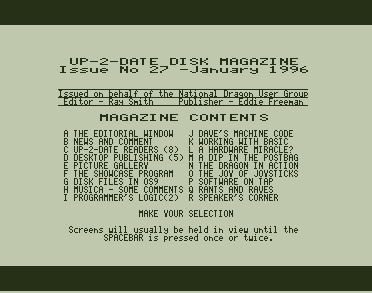 UP-2-DATE DISK MAGAZINE
Issue No 27 -January 1996
Issued on behalf of the National Dragon User Group
Editor - Ray Smith Publisher - Eddie Freeman
MAGAZINE CONTENTS
A THE EDITORIAL WINDOW J DAVE'S MACHINE CODE
B NEWS AND COMMENT K WORKING WITH BASIC
C UP-2-DATE READERS (8) L A HARDWARE MIRACLE?
D DESKTOP PUBLISHING (5) M A DIP IN THE POSTBAG
E PICTURE GALLERY N THE DRAGON IN ACTION
F THE SHOWCASE PROGRAM O THE JOY OF JOYSTICKS
G DISK FILES IN OS9 P SOFTWARE ON TAP
H MUSICA - SOME COMMENTS Q RANTS AND RAVES
I PROGRAMMER'S LOGIC(2) R SPEAKER'S CORNER
MAKE YOUR SELECTION
Screens will usually be held in view until the
SPACEBAR is pressed once or twice.